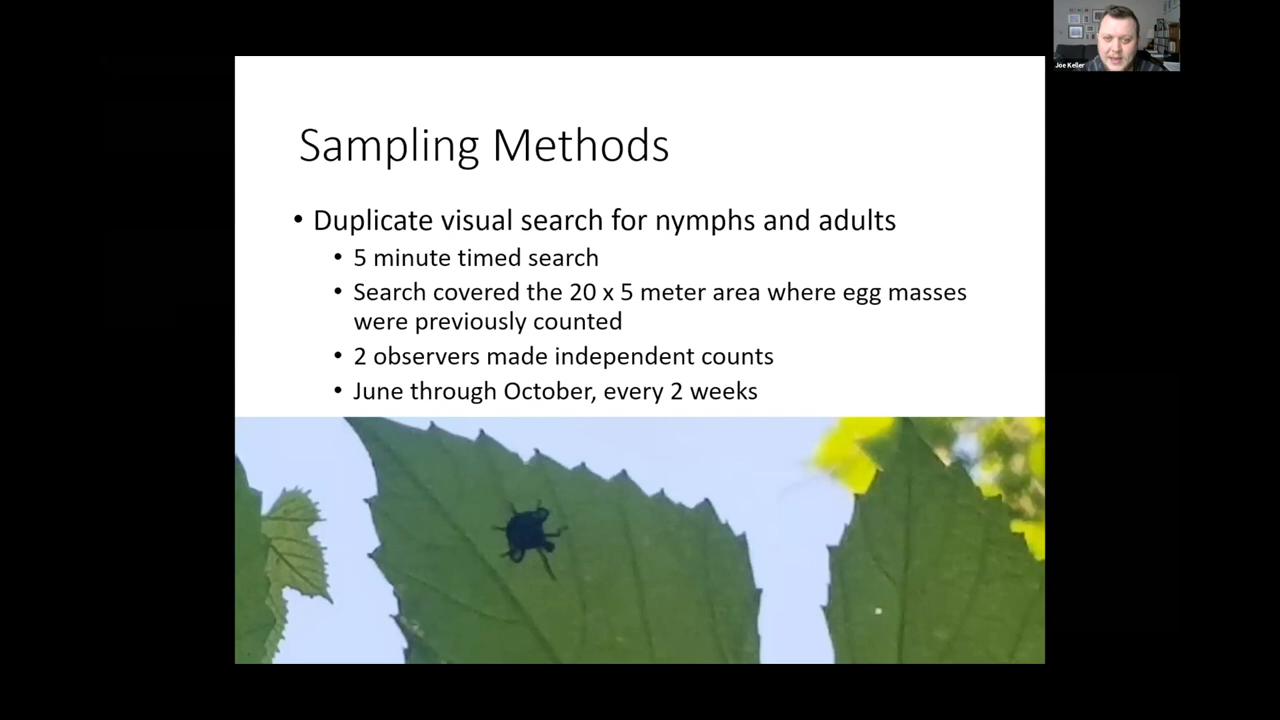 Joe Keller
Sampling Methods
• Duplicate visual search for nymphs and adults
• 5 minute timed search
• Search covered the 20 x 5 meter area where egg masses
were previously counted
• 2 observers made independent counts
• June through October, every 2 weeks